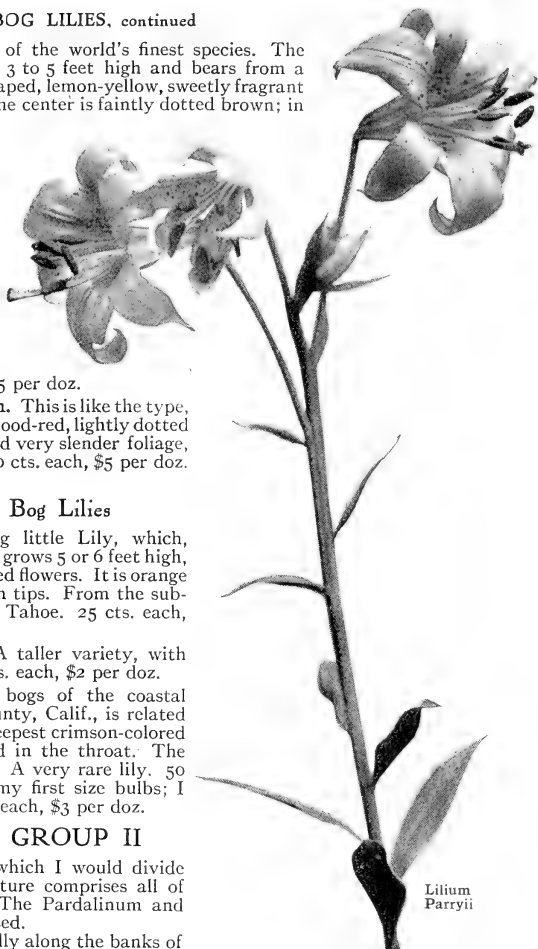 BOG LILIES, continued
of the world's finest species. The
3 to 5 feet high and bears from a
aped, lemon-yellow, sweetly fragrant
ne center is faintly dotted brown; in
5 per doz.
This is like the type,
ood-red, lightly dotted
d very slender foliage,
0 cts. each, $5 per doz.
Bog Lilies
g little Lily, which,
grows 5 or 6 feet high,
ed flowers. It is orange
n tips. From the sub-
Tahoe. 25 cts. each,
A taller variety, with
s. each, $2 per doz.
bogs of the coastal
unty, Calif., is related
eepest crimson-colored
d in the throat. The
A very rare lily. 50
my first size bulbs; I
each, $3 per doz.
GROUP II
which I would divide
ture comprises all of
The Pardalinum and
sed.
lly along the banks of
Lilium
Parryii